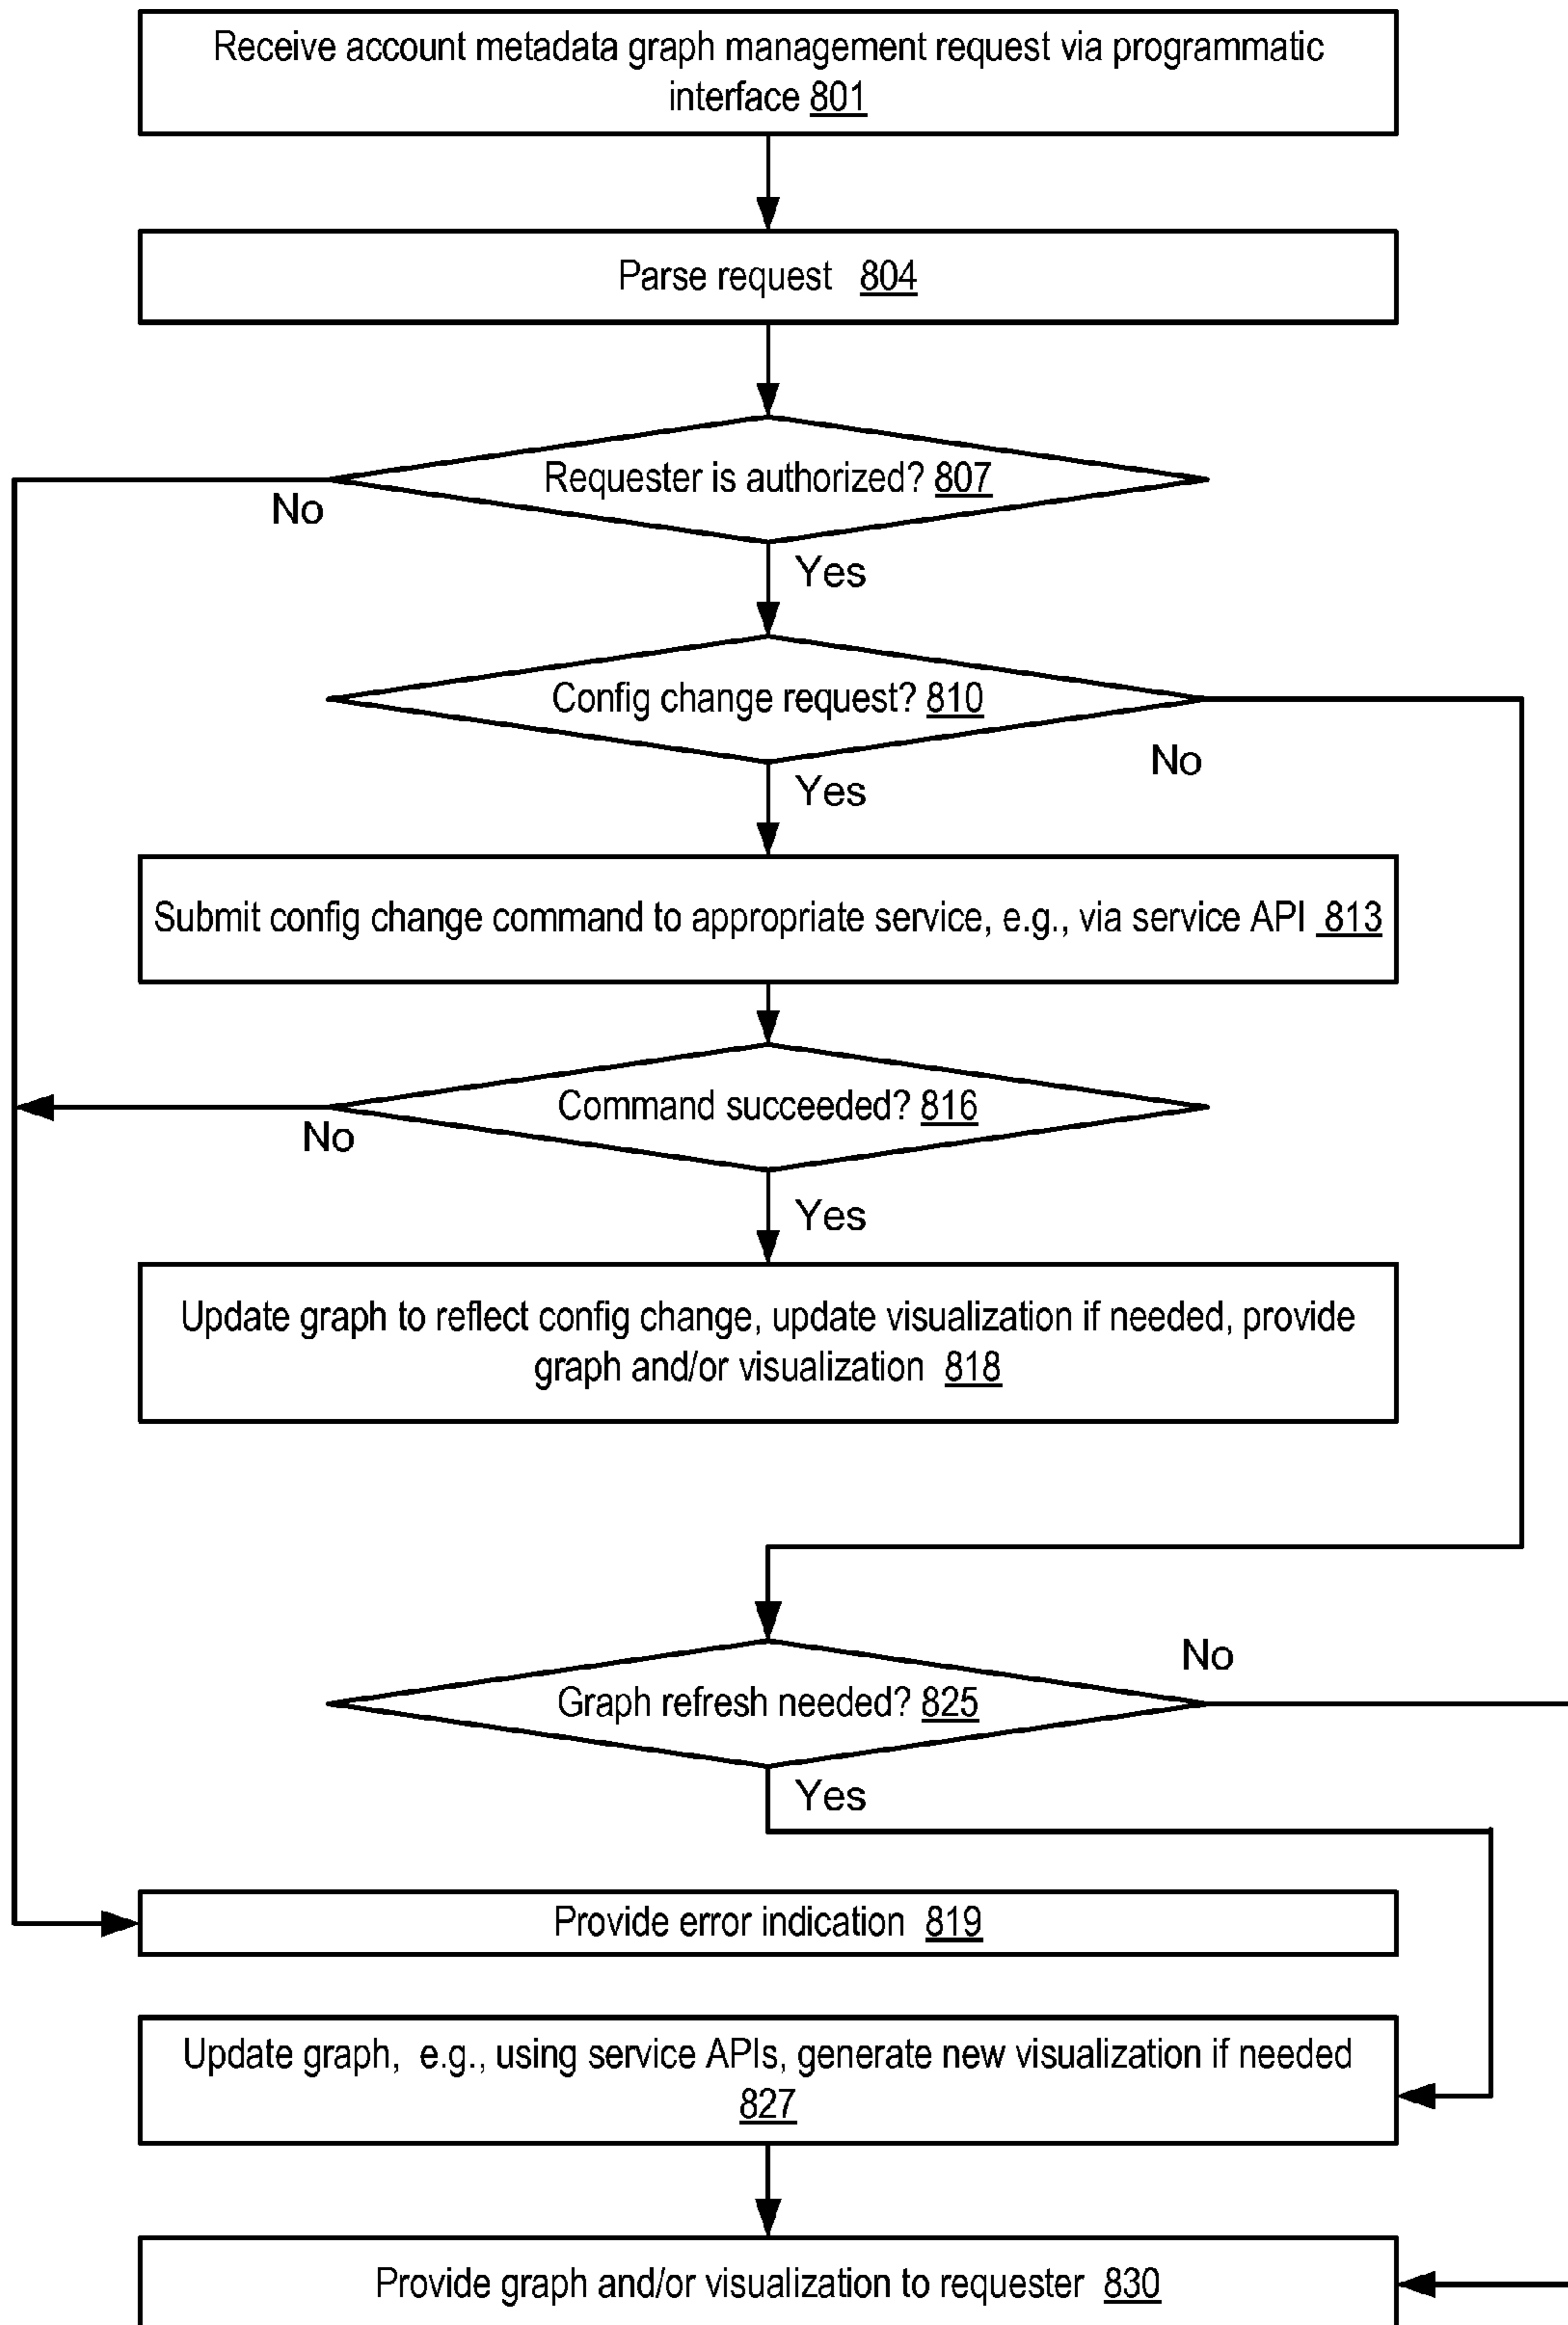 Receive account metadata graph management request via programmatic
interface 801
Parse request 804
Requester is authorized? 807
No
Yes
Config change request? 810
No
Yes
Submit config change command to appropriate service, e.g., via service API 813
Command succeeded? 816
No
Yes
Update graph to reflect config change, update visualization if needed, provide
graph and/or visualization 818
No
Graph refresh needed? 825
Yes
Provide error indication 819
Update graph, e.g., using service APIs, generate new visualization if needed
827
Provide graph and/or visualization to requester 830